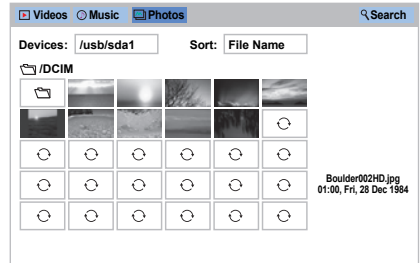 Videos Music Photos Search
Devices: /usb/sda1 Sort: File Name
/DCIM
Boulder002HD.jpg
01:00, Fri, 28 Dec 1984